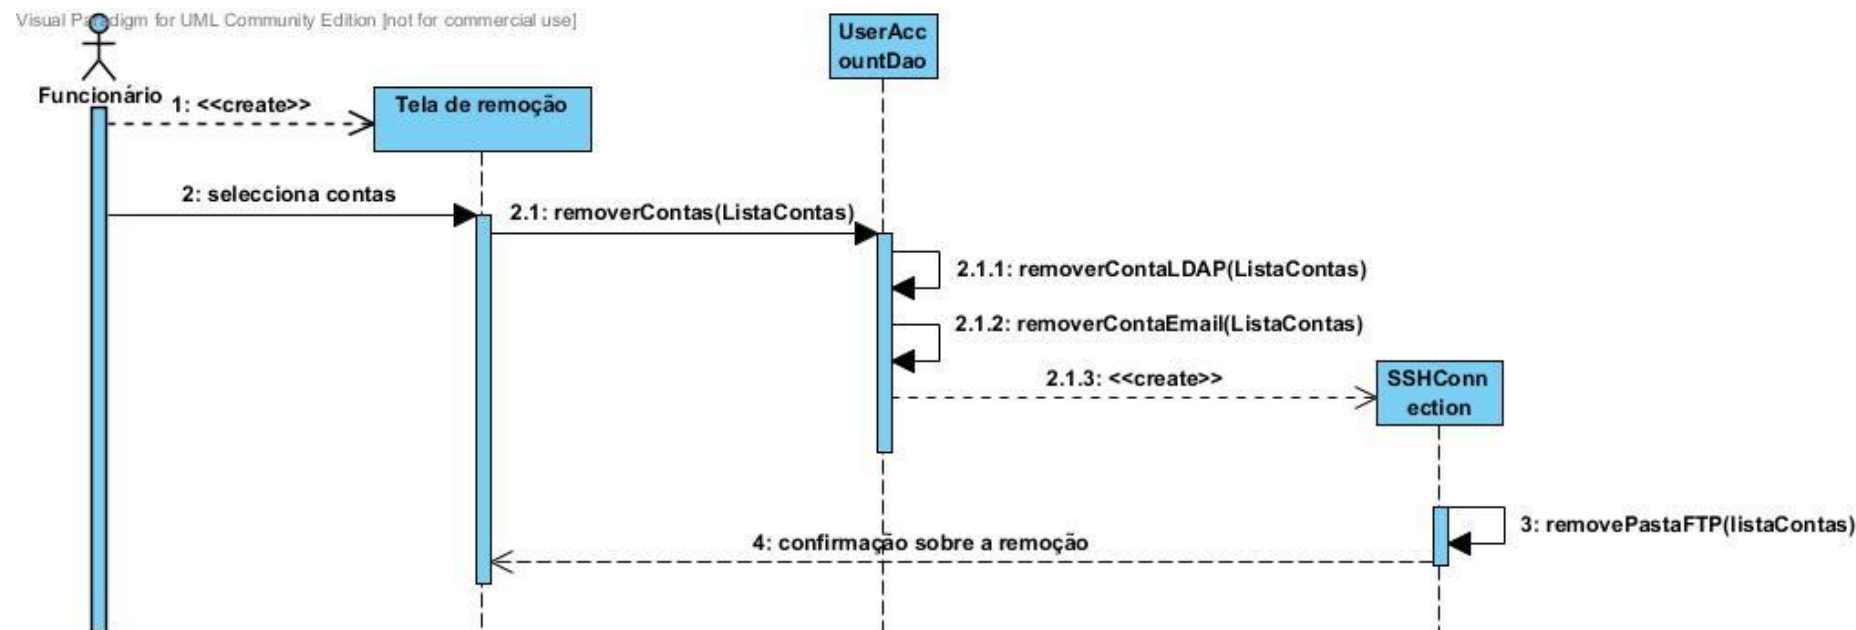 Visual Paradigm for UML Community Edition [not for commercial use]
UserAcc
ountDao
Funcionário
1: <<create>>
Tela de remoção
2: selecciona contas
2.1: removerContas(ListaContas)
2.1.1: removerContaLDAP(ListaContas)
2.1.2: removerContaEmail(ListaContas)
2.1.3: <<create>>
SSHConn
ection
3: removePastaFTP(listaContas)
4: confirmação sobre a remoção